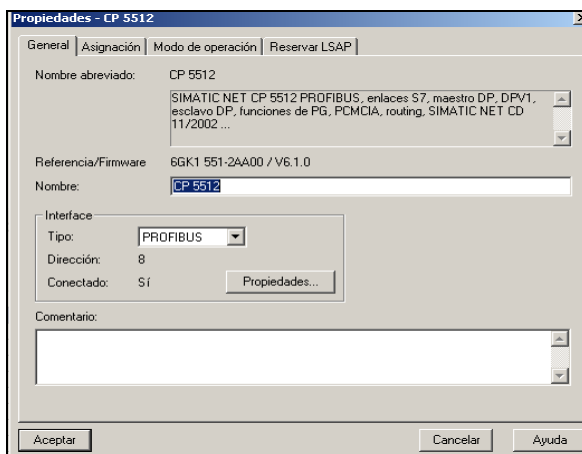 Propiedades - CP 5512
General Asignación Modo de operación Reservar LSAP
Nombre abreviado: CP 5512
SIMATIC NET CP 5512 PROFIBUS, enlaces S7, maestro DP, DPV1,
esclavo DP, funciones de PG, PCMCIA, routing, SIMATIC NET CD
11/2002 ...
Referencia/Firmware 6GK1 551-2AA00 / V6.1.0
Nombre: CP 5512
Interface
Tipo: PROFIBUS
Dirección: 8
Conectado: Sí Propiedades...
Comentario:
Aceptar Cancelar Ayuda